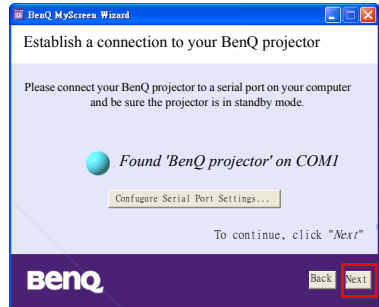 BenQ MyScreen Wizard
Establish a connection to your BenQ projector
Please connect your BenQ projector to a serial port on your computer
and be sure the projector is in standby mode.
Found 'BenQ projector' on COM1
Confugure Serial Port Settings...
To continue, click "Next"
BenQ
Back Next